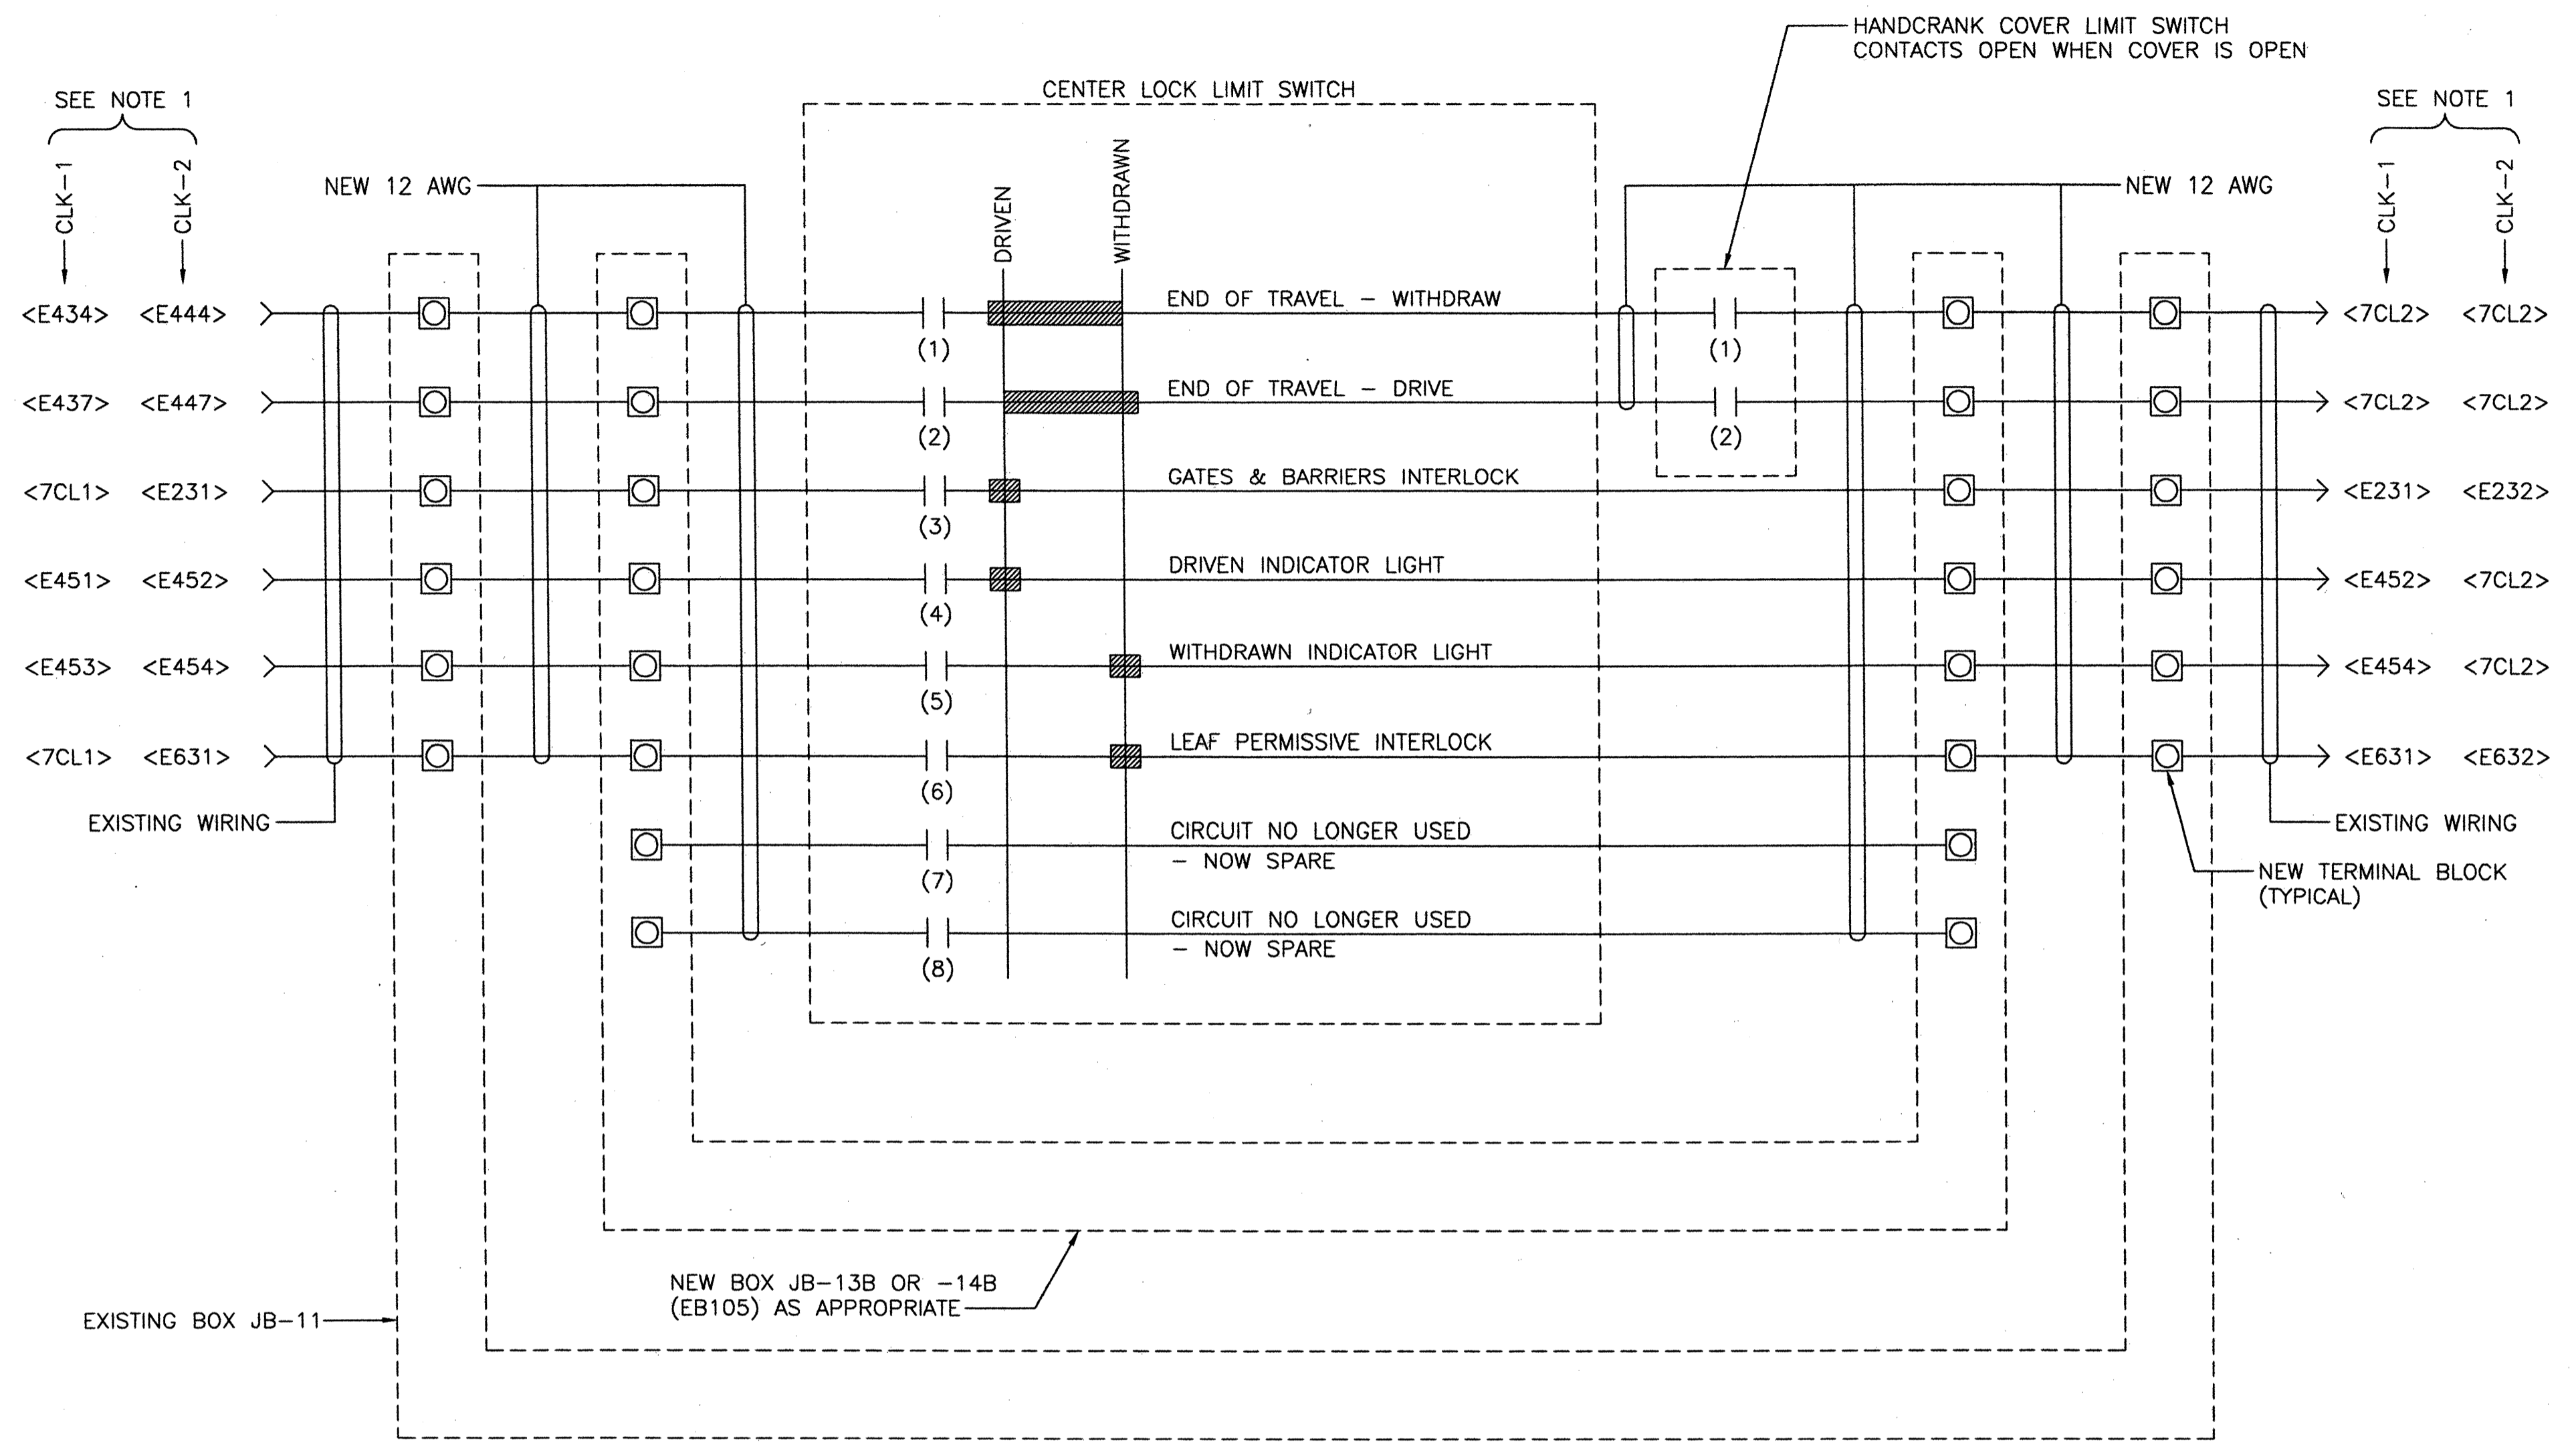 HANDCRANK COVER LIMIT SWITCH
CONTACTS OPEN WHEN COVER IS OPEN
CENTER LOCK LIMIT SWITCH
SEE NOTE 1
SEE NOTE 1
CLK-1
CLK-2
NEW 12 AWG
DRIVEN
WITHDRAWN
NEW 12 AWG
CLK-1
CLK-2
<E434> <E444> (1) END OF TRAVEL - WITHDRAW (1) <7CL2> <7CL2>
<E437> <E447> (2) END OF TRAVEL - DRIVE (2) <7CL2> <7CL2>
<7CL1> <E231> (3) GATES & BARRIERS INTERLOCK <E231> <E232>
<E451> <E452> (4) DRIVEN INDICATOR LIGHT <E452> <7CL2>
<E453> <E454> (5) WITHDRAWN INDICATOR LIGHT <E454> <7CL2>
<7CL1> <E631> (6) LEAF PERMISSIVE INTERLOCK <E631> <E632>
EXISTING WIRING
EXISTING WIRING
CIRCUIT NO LONGER USED
- NOW SPARE
(7)
NEW TERMINAL BLOCK
(TYPICAL)
CIRCUIT NO LONGER USED
- NOW SPARE
(8)
NEW BOX JB-13B OR -14B
(EB105) AS APPROPRIATE
EXISTING BOX JB-11